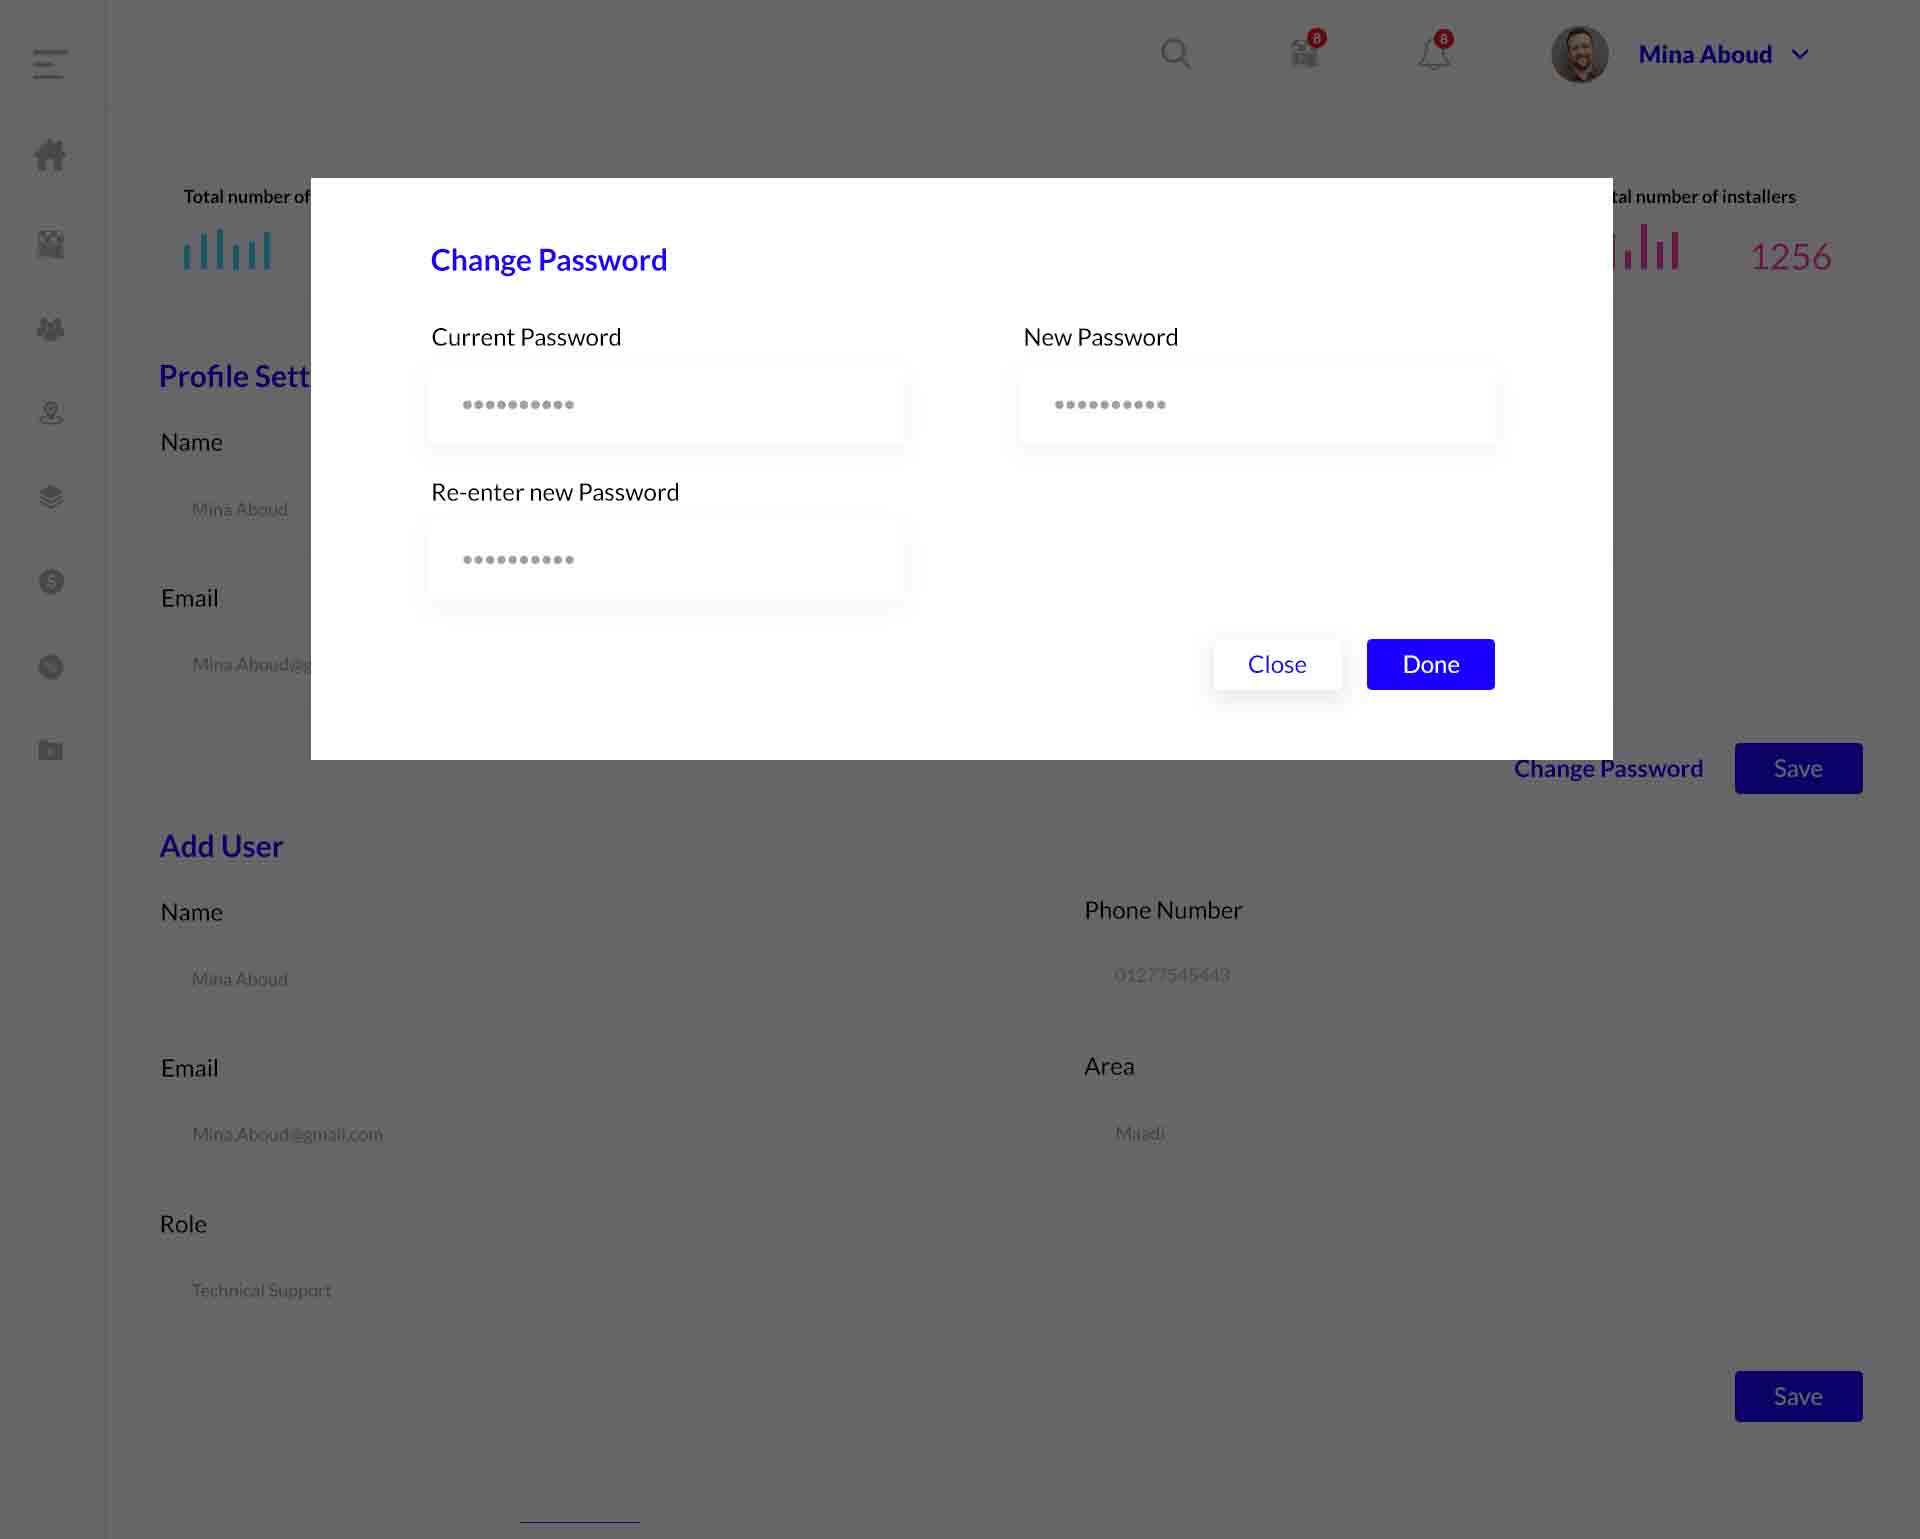 8
8
Mina Aboud
Total number of
tal number of installers
1256
Change Password
Current Password
New Password
••••••••••
••••••••••
Re-enter new Password
••••••••••
Close
Done
Profile Sett
Name
Mina Aboud
Email
Mina.Aboud@g
Change Password
Save
Add User
Name
Phone Number
Mina Aboud
01277545443
Email
Area
Mina.Aboud@gmail.com
Maadi
Role
Technical Support
Save